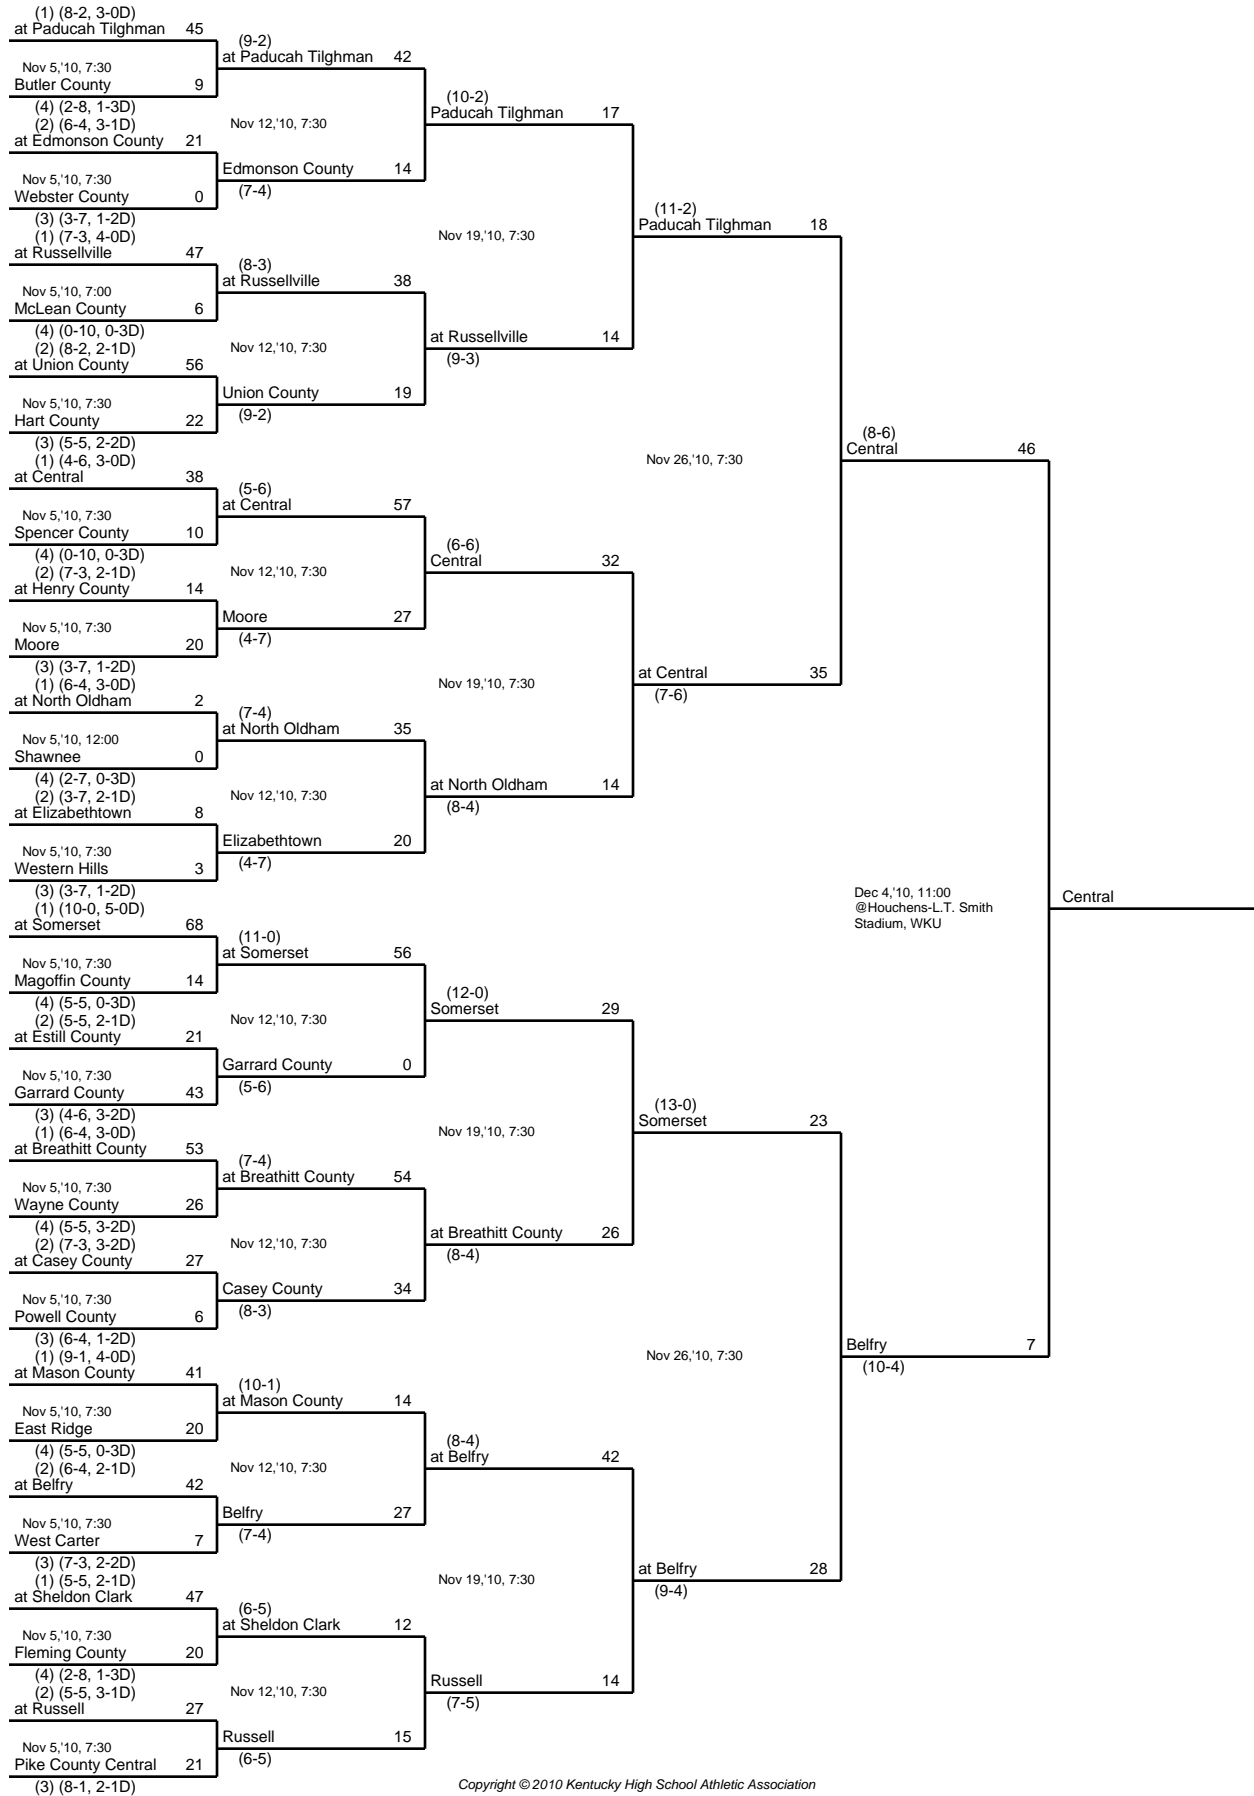 (1) (8-2, 3-0D)
at Paducah Tilghman 45
Nov 5,'10, 7:30
Butler County 9
(4) (2-8, 1-3D)
(2) (6-4, 3-1D)
at Edmonson County 21
Nov 5,'10, 7:30
Webster County 0
(3) (3-7, 1-2D)
(1) (7-3, 4-0D)
at Russellville 47
Nov 5,'10, 7:00
McLean County 6
(4) (0-10, 0-3D)
(2) (8-2, 2-1D)
at Union County 56
Nov 5,'10, 7:30
Hart County 22
(3) (5-5, 2-2D)
(1) (4-6, 3-0D)
at Central 38
Nov 5,'10, 7:30
Spencer County 10
(4) (0-10, 0-3D)
(2) (7-3, 2-1D)
at Henry County 14
Nov 5,'10, 7:30
Moore 20
(3) (3-7, 1-2D)
(1) (6-4, 3-0D)
at North Oldham 2
Nov 5,'10, 12:00
Shawnee 0
(4) (2-7, 0-3D)
(2) (3-7, 2-1D)
at Elizabethtown 8
Nov 5,'10, 7:30
Western Hills 3
(3) (3-7, 1-2D)
(1) (10-0, 5-0D)
at Somerset 68
Nov 5,'10, 7:30
Magoffin County 14
(4) (5-5, 0-3D)
(2) (5-5, 2-1D)
at Estill County 21
Nov 5,'10, 7:30
Garrard County 43
(3) (4-6, 3-2D)
(1) (6-4, 3-0D)
at Breathitt County 53
Nov 5,'10, 7:30
Wayne County 26
(4) (5-5, 3-2D)
(2) (7-3, 3-2D)
at Casey County 27
Nov 5,'10, 7:30
Powell County 6
(3) (6-4, 1-2D)
(1) (9-1, 4-0D)
at Mason County 41
Nov 5,'10, 7:30
East Ridge 20
(4) (5-5, 0-3D)
(2) (6-4, 2-1D)
at Belfry 42
Nov 5,'10, 7:30
West Carter 7
(3) (7-3, 2-2D)
(1) (5-5, 2-1D)
at Sheldon Clark 47
Nov 5,'10, 7:30
Fleming County 20
(4) (2-8, 1-3D)
(2) (5-5, 3-1D)
at Russell 27
Nov 5,'10, 7:30
Pike County Central 21
(3) (8-1, 2-1D)
(9-2)
at Paducah Tilghman 42
Nov 12,'10, 7:30
Edmonson County 14
(7-4)
(8-3)
at Russellville 38
Nov 12,'10, 7:30
Union County 19
(9-2)
(5-6)
at Central 57
Nov 12,'10, 7:30
Moore 27
(4-7)
(7-4)
at North Oldham 35
Nov 12,'10, 7:30
Elizabethtown 20
(4-7)
(11-0)
at Somerset 56
Nov 12,'10, 7:30
Garrard County 0
(5-6)
(7-4)
at Breathitt County 54
Nov 12,'10, 7:30
Casey County 34
(8-3)
(10-1)
at Mason County 14
Nov 12,'10, 7:30
Belfry 27
(7-4)
(6-5)
at Sheldon Clark 12
Nov 12,'10, 7:30
Russell 15
(6-5)
(10-2)
Paducah Tilghman 17
Nov 19,'10, 7:30
at Russellville 14
(9-3)
(6-6)
Central 32
Nov 19,'10, 7:30
at North Oldham 14
(8-4)
(12-0)
Somerset 29
Nov 19,'10, 7:30
at Breathitt County 26
(8-4)
(8-4)
at Belfry 42
Nov 19,'10, 7:30
Russell 14
(7-5)
(11-2)
Paducah Tilghman 18
Nov 26,'10, 7:30
at Central 35
(7-6)
(13-0)
Somerset 23
Nov 26,'10, 7:30
at Belfry 28
(9-4)
(8-6)
Central 46
Dec 4,'10, 11:00
@Houchens-L.T. Smith
Stadium, WKU
Belfry 7
(10-4)
Central
Copyright © 2010 Kentucky High School Athletic Association